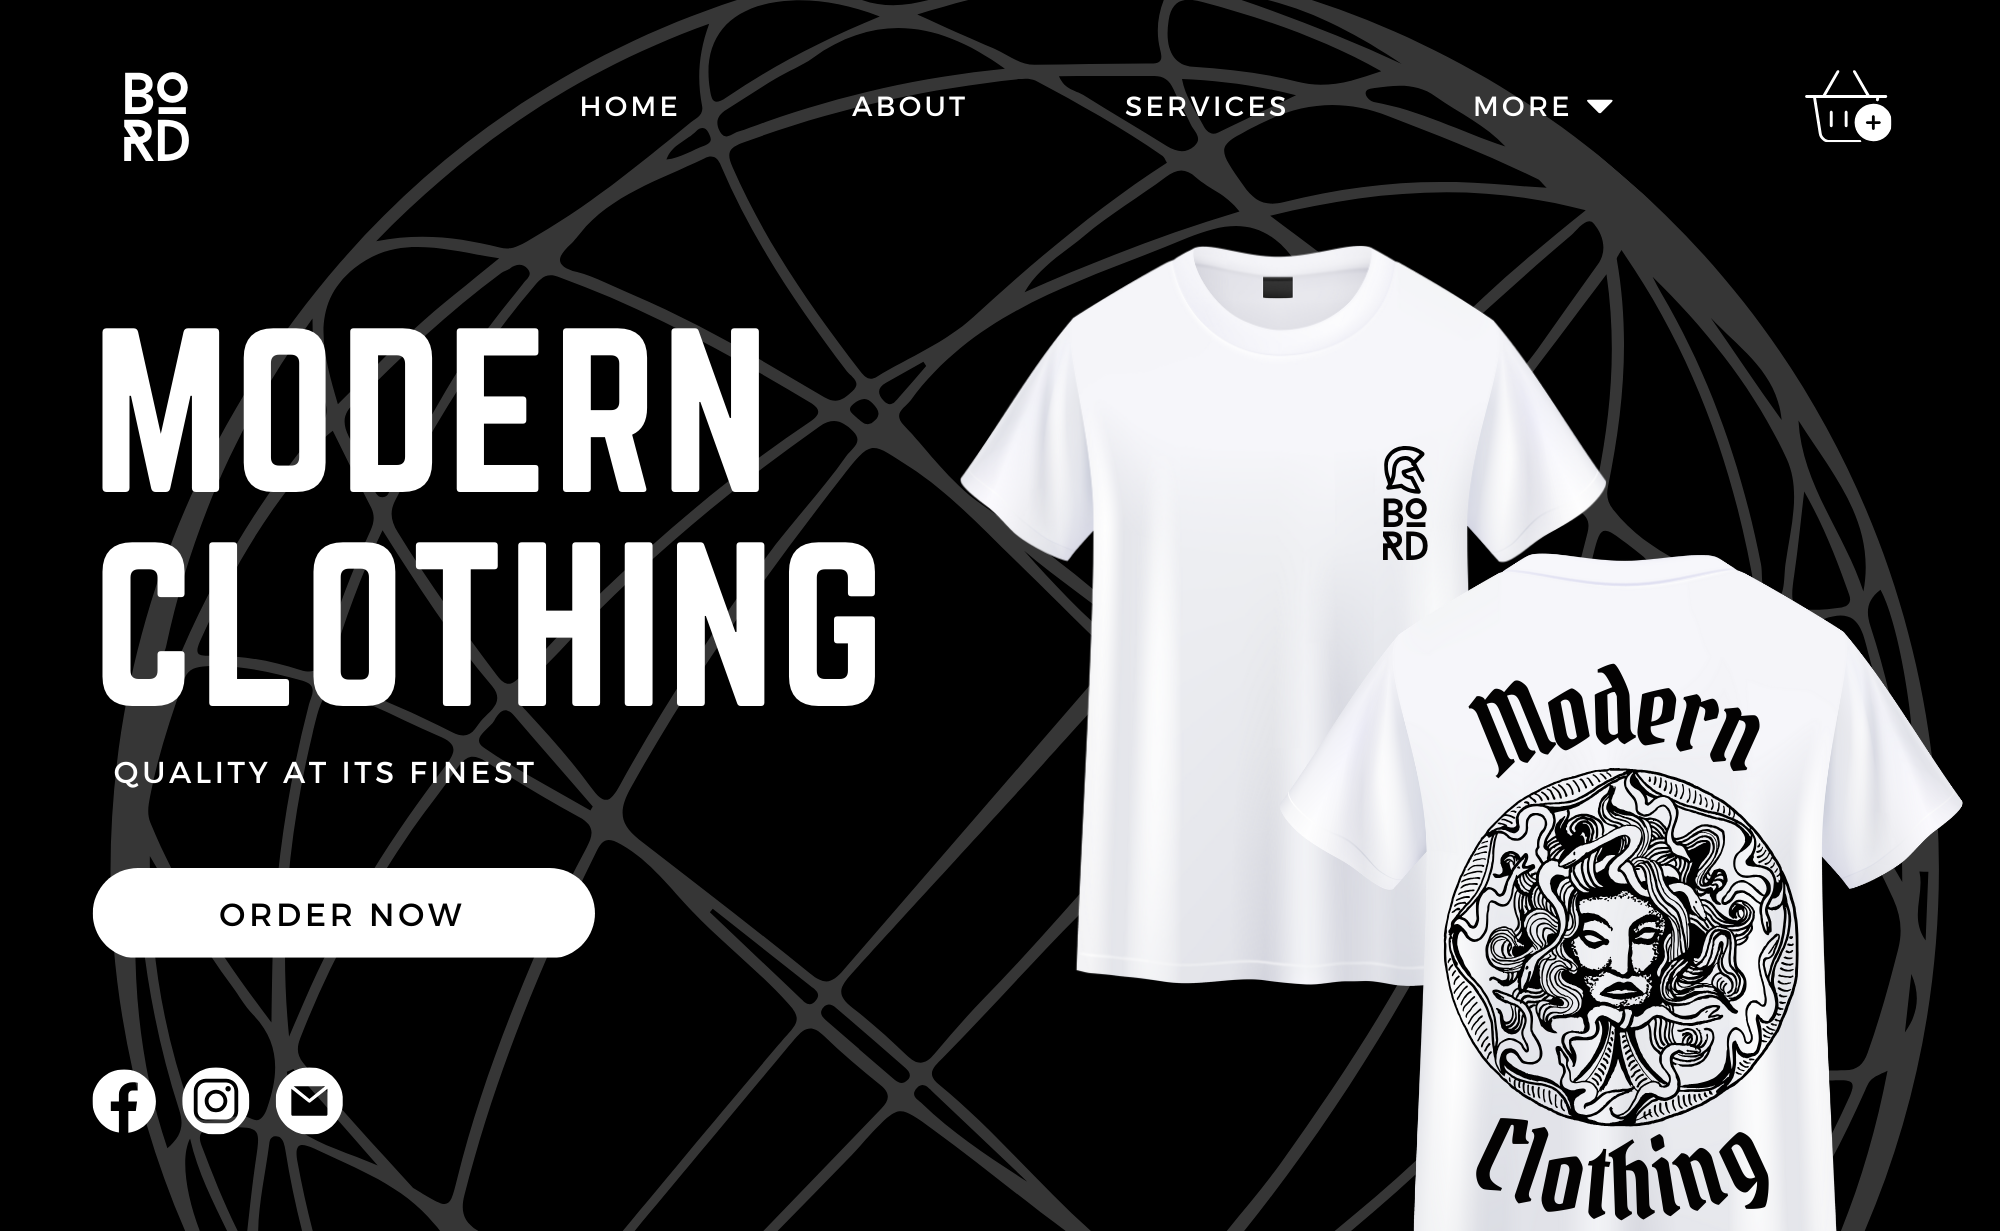 BO
RD
HOME
ABOUT
SERVICES
MORE
MODERN
CLOTHING
QUALITY AT ITS FINEST
ORDER NOW
BO
RD
Modern
Clothing